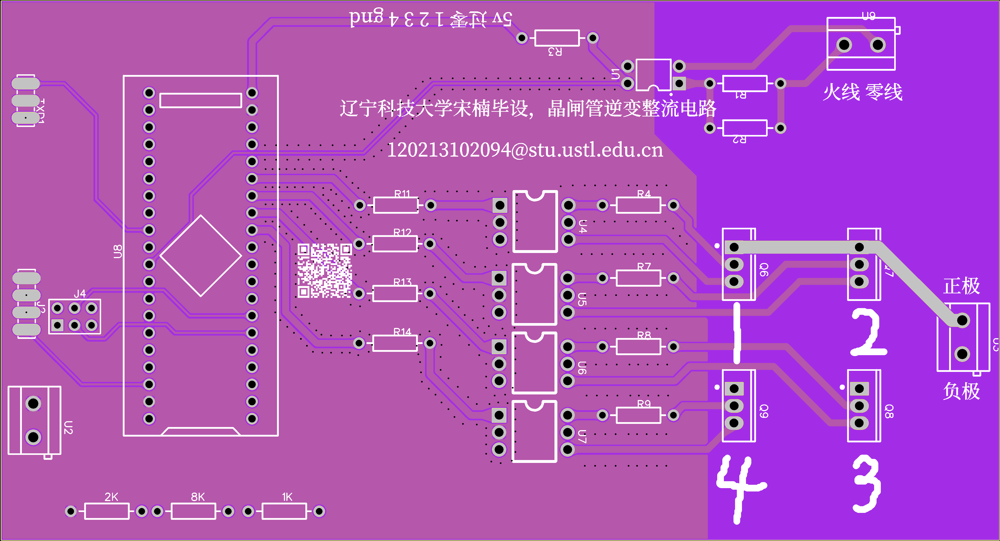 5v 过零 1 2 3 4 gnd
U9
R3
U1
R1
火线 零线
TXD1
辽宁科技大学宋楠毕设，晶闸管逆变整流电路
R2
120213102094@stu.ustl.edu.cn
R11
R4
U4
R12
U8
R7
Q6
正极
R13
J4
J2
U5
1
2
R14
R8
U6
负极
R9
Q9
Q8
U2
U7
4
3
2K
8K
1K